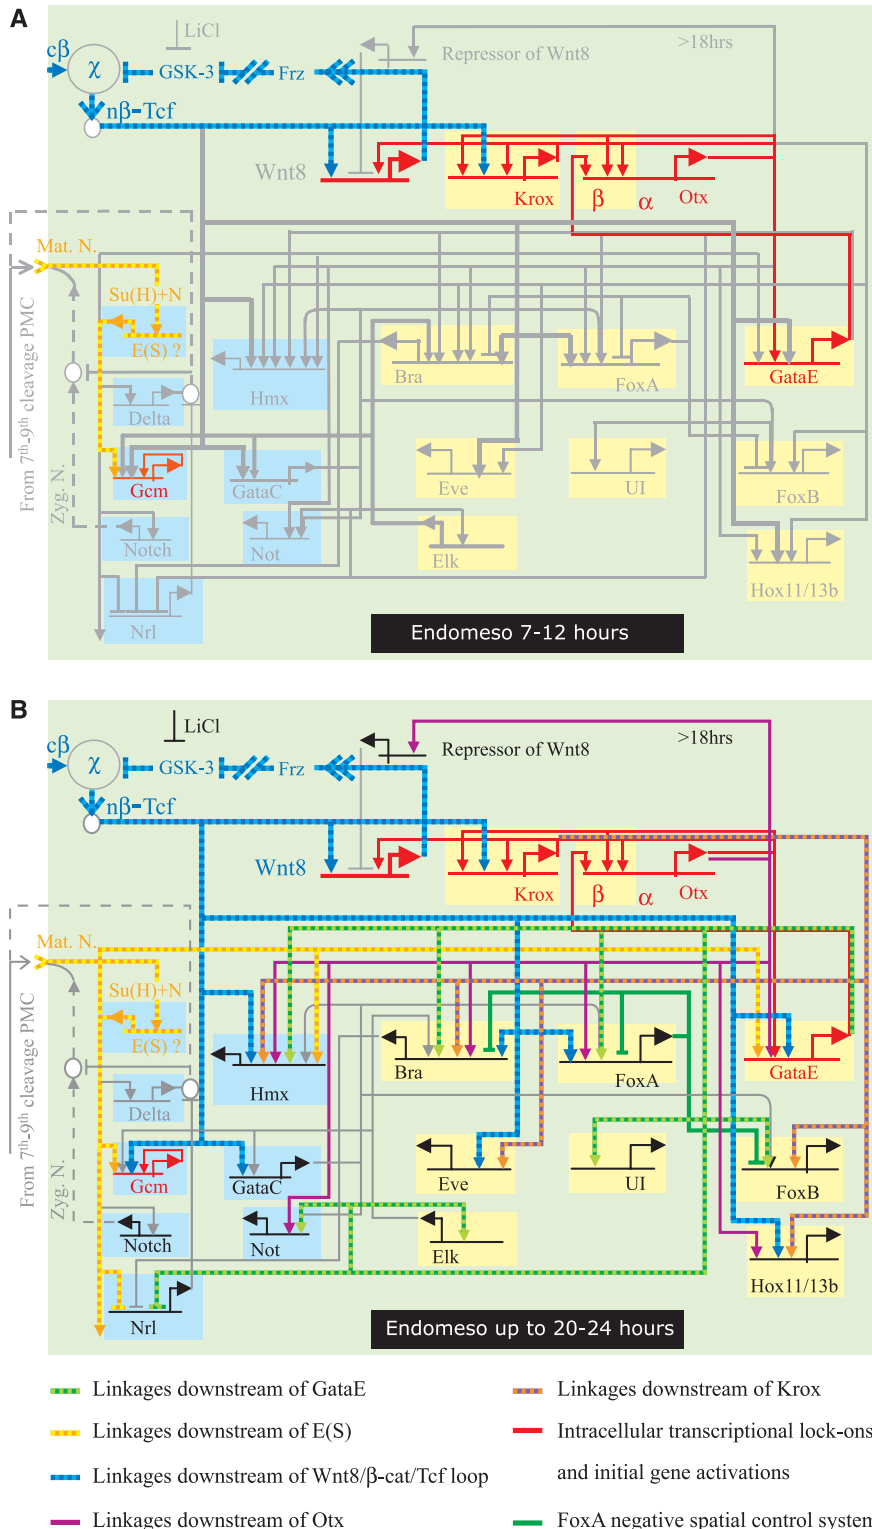 A
LiCl
cβ
χ
GSK-3
Frz
Repressor of Wnt8
>18hrs
nβ-Tcf
Wnt8
Krox
β
α
Otx
Mat. N.
Su(H)+N
E(S) ?
From 7th-9th cleavage PMC
Zyg. N.
Hmx
Bra
FoxA
GataE
Delta
Gcm
GataC
Eve
UI
FoxB
Notch
Not
Elk
Hox11/13b
Nrl
Endomeso 7-12 hours
B
LiCl
cβ
χ
GSK-3
Frz
Repressor of Wnt8
>18hrs
nβ-Tcf
Wnt8
Krox
β
α
Otx
Mat. N.
Su(H)+N
E(S) ?
From 7th-9th cleavage PMC
Zyg. N.
Hmx
Bra
FoxA
GataE
Delta
Gcm
GataC
Eve
UI
FoxB
Notch
Not
Elk
Hox11/13b
Nrl
Endomeso up to 20-24 hours
Linkages downstream of GataE
Linkages downstream of E(S)
Linkages downstream of Wnt8/β-cat/Tcf loop
Linkages downstream of Otx
Linkages downstream of Krox
Intracellular transcriptional lock-ons
and initial gene activations
FoxA negative spatial control system